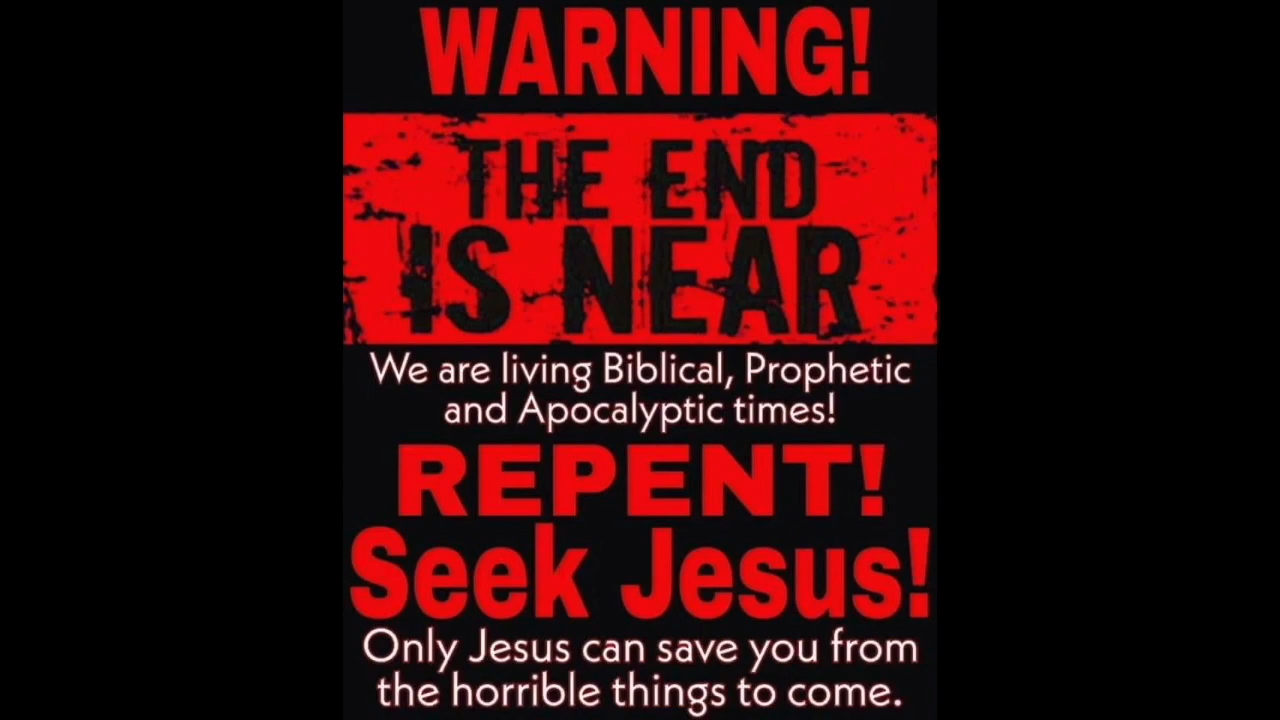 WARNING!
THE END
IS NEAR
We are living Biblical, Prophetic
and Apocalyptic times!
REPENT!
Seek Jesus!
Only Jesus can save you from
the horrible things to come.